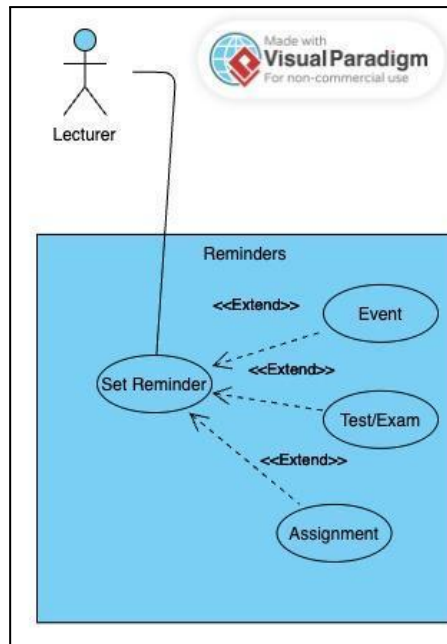 Made with
Visual Paradigm
For non-commercial use
Lecturer
Reminders
<<Extend>>
Event
<<Extend>>
Set Reminder
Test/Exam
<<Extend>>
Assignment